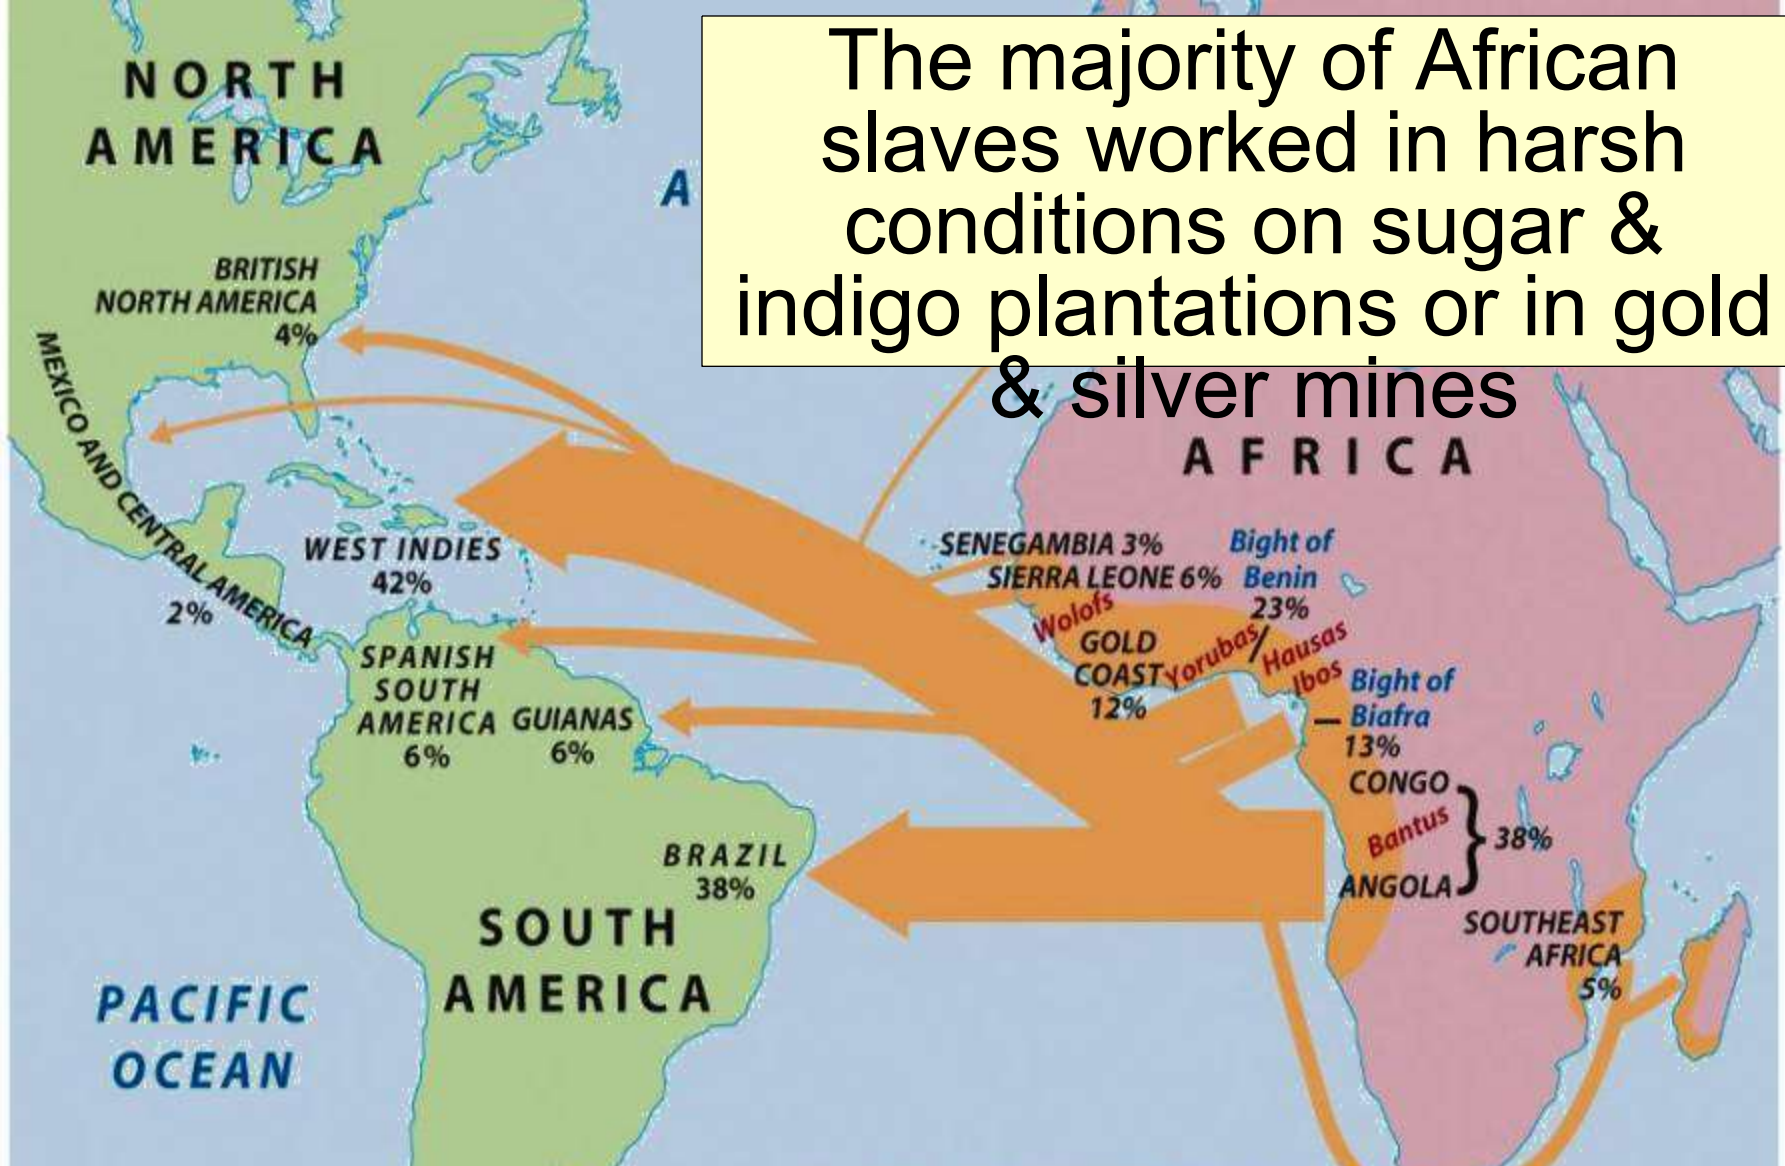 The majority of African
slaves worked in harsh
conditions on sugar &
indigo plantations or in gold
& silver mines
NORTH
AMERICA
A
BRITISH
NORTH AMERICA
4%
MEXICO AND CENTRAL AMERICA
2%
WEST INDIES
42%
SPANISH
SOUTH
AMERICA
6%
GUIANAS
6%
BRAZIL
38%
SOUTH
AMERICA
PACIFIC
OCEAN
AFRICA
SENEGAMBIA 3%
SIERRA LEONE 6%
Bight of
Benin
23%
Wolofs
GOLD
COAST
12%
Yorubas
Hausas
Ibos
Bight of
Biafra
13%
CONGO
Bantus
38%
ANGOLA
SOUTHEAST
AFRICA
5%